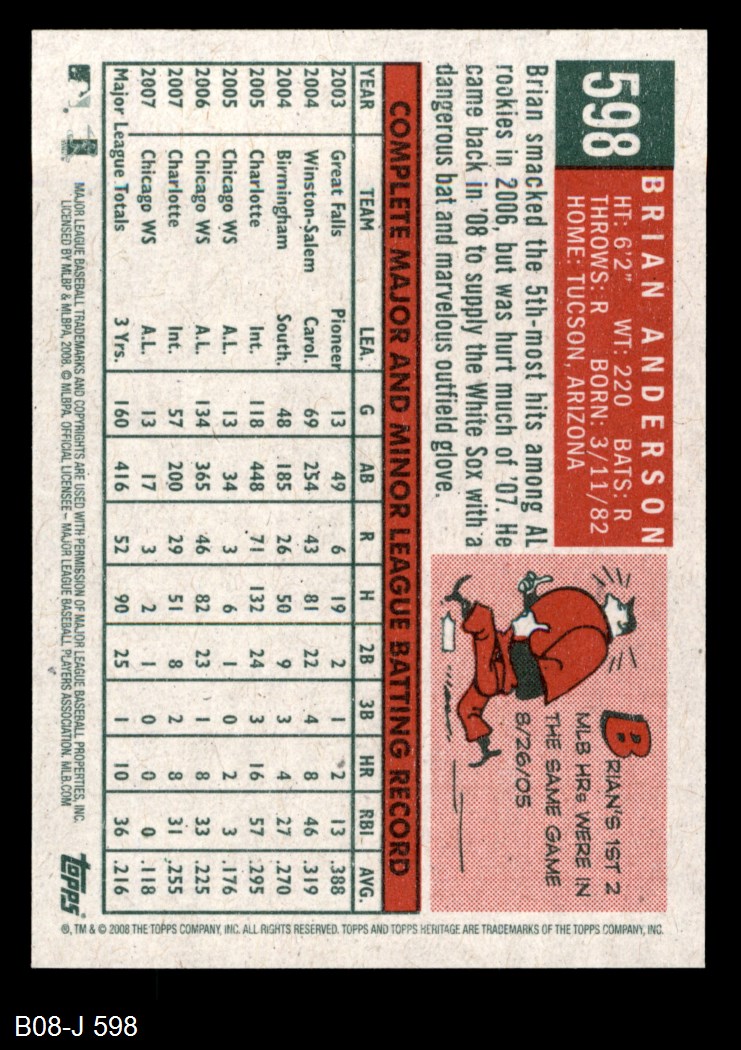 598
BRIAN ANDERSON
HT: 6'2" WT: 220 BATS: R
THROWS: R BORN: 3/11/82
HOME: TUCSON, ARIZONA
Brian smacked the 5th-most hits among AL
rookies in 2006, but was hurt much of '07. He
came back in '08 to supply the White Sox with a
dangerous bat and marvelous outfield glove.
BRIAN'S 1ST 2
MLB HRs WERE IN
THE SAME GAME
8/26/05
COMPLETE MAJOR AND MINOR LEAGUE BATTING RECORD
YEAR TEAM LEA. G AB R H 2B 3B HR RBI AVG.
2003 Great Falls Pioneer 13 49 6 19 2 1 2 13 .388
2004 Winston-Salem Carol. 69 254 43 81 22 4 8 46 .319
2004 Birmingham South. 48 185 26 50 9 3 4 27 .270
2005 Charlotte Int. 118 448 71 132 24 3 16 57 .295
2005 Chicago WS A.L. 13 34 3 6 1 0 2 3 .176
2006 Chicago WS A.L. 134 365 46 82 23 1 8 33 .225
2007 Charlotte Int. 57 200 29 51 8 2 8 31 .255
2007 Chicago WS A.L. 13 17 3 2 1 0 0 0 .118
Major League Totals 3 Yrs. 160 416 52 90 25 1 10 36 .216
MAJOR LEAGUE BASEBALL TRADEMARKS AND COPYRIGHTS ARE USED WITH PERMISSION OF MAJOR LEAGUE BASEBALL PROPERTIES, INC.
LICENSED BY MLBP & MLBPA, 2008. © MLBPA, OFFICIAL LICENSEE- MAJOR LEAGUE BASEBALL PLAYERS ASSOCIATION. MLB.COM
topps
®, TM & © 2008 THE TOPPS COMPANY, INC. ALL RIGHTS RESERVED. TOPPS AND TOPPS HERITAGE ARE TRADEMARKS OF THE TOPPS COMPANY, INC.
B08-J 598